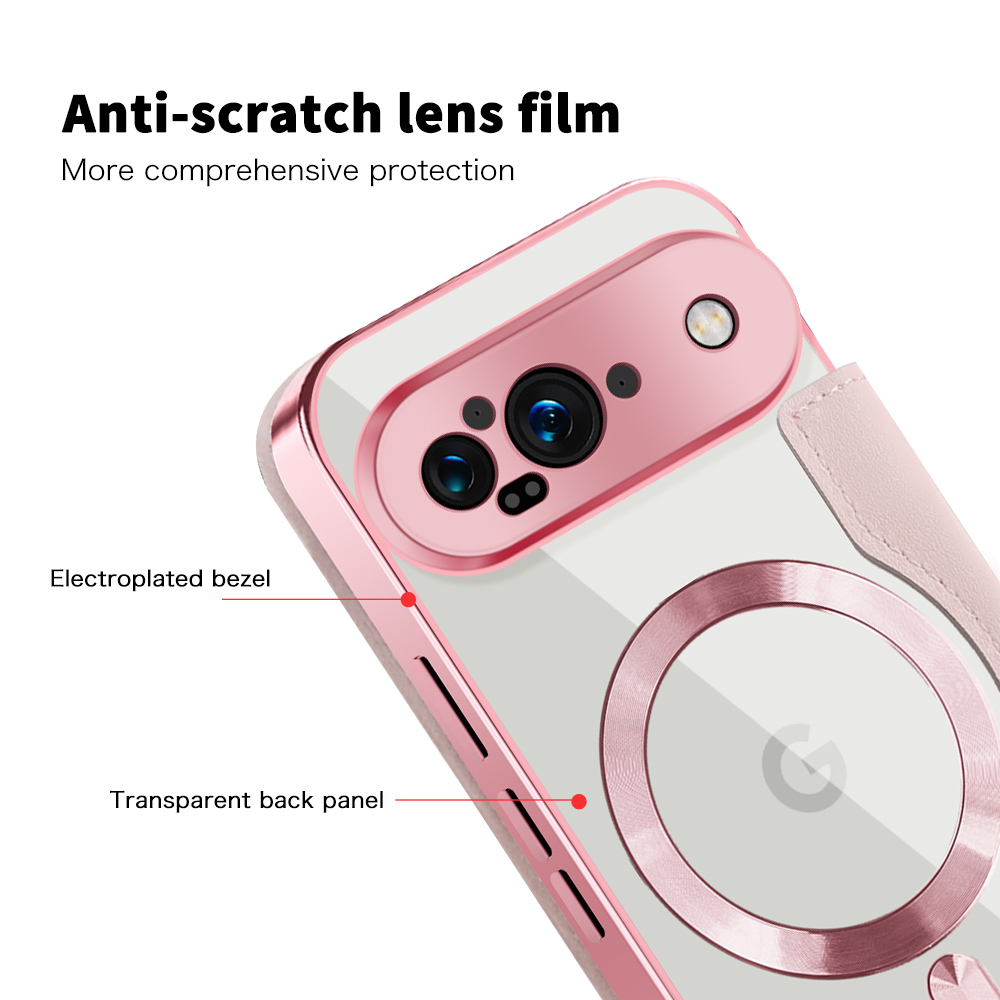 Anti-scratch lens film
More comprehensive protection
Electroplated bezel
Transparent back panel
G